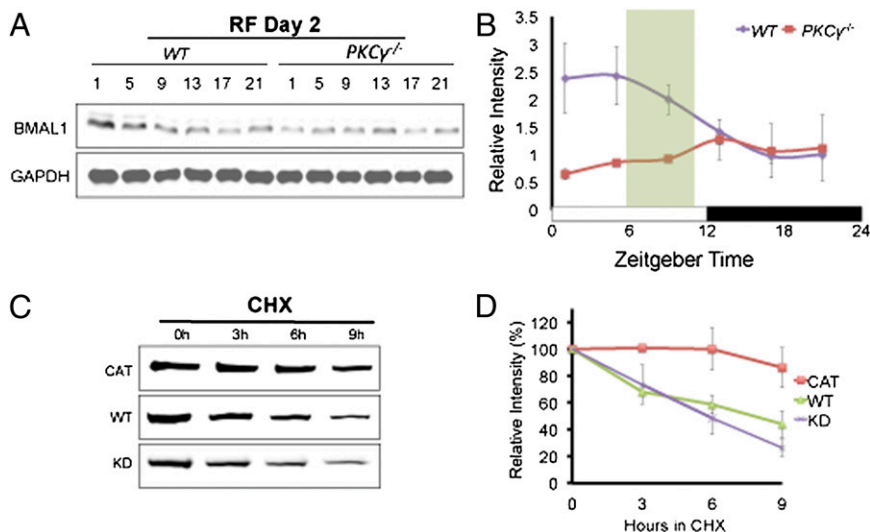 A
RF Day 2
WT PKCγ-/-
1 5 9 13 17 21 1 5 9 13 17 21
BMAL1
GAPDH
B
WT PKCγ-/-
Relative Intensity
3.5
3
2.5
2
1.5
1
0.5
0
0 6 12 18 24
Zeitgeber Time
C
CHX
0h 3h 6h 9h
CAT
WT
KD
D
Relative Intensity (%)
120
100
80
60
40
20
0
CAT
WT
KD
0 3 6 9
Hours in CHX